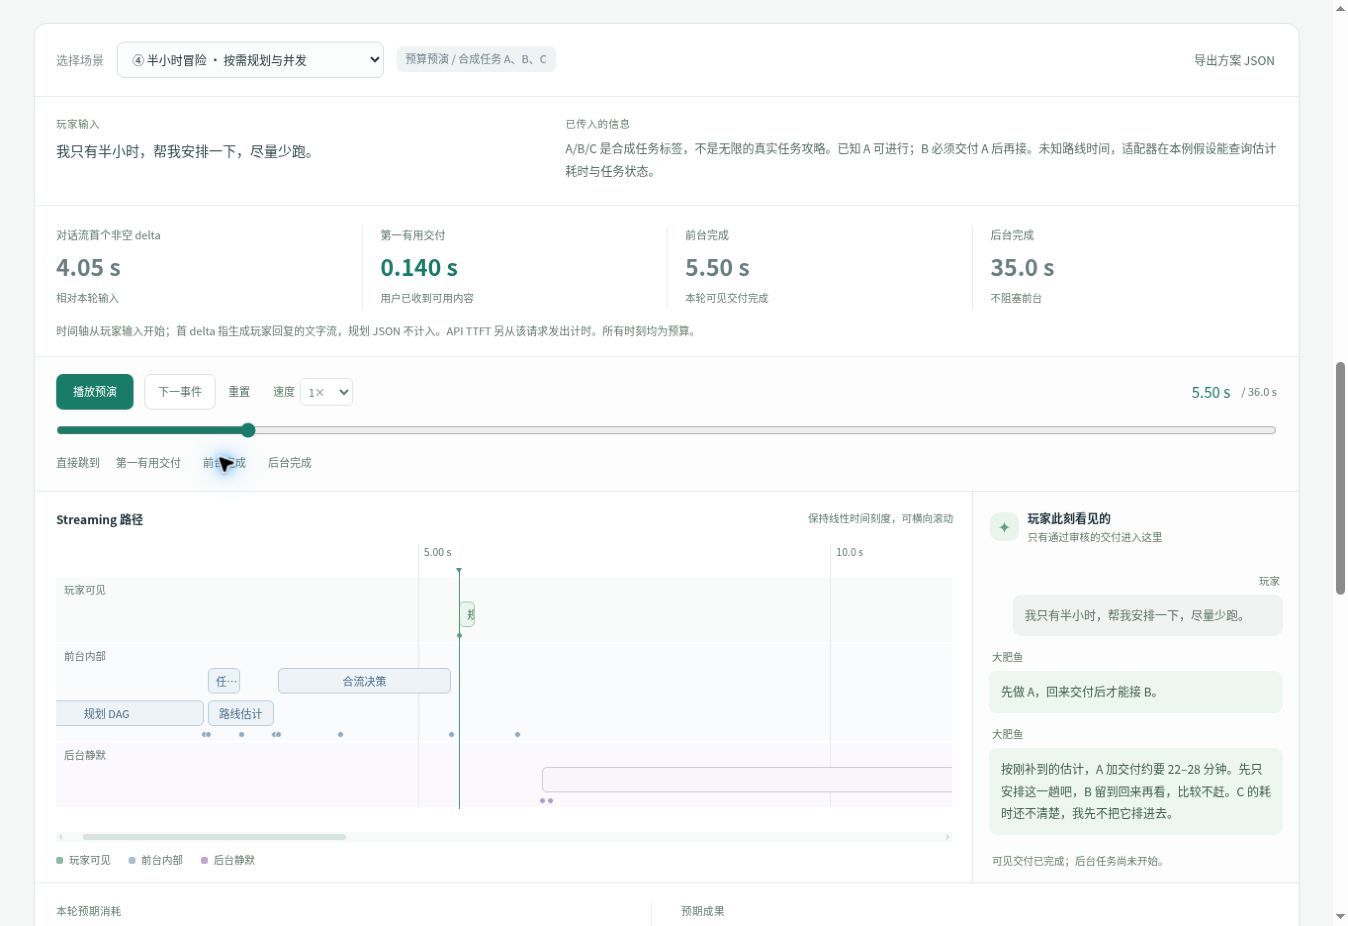 选择场景
④ 半小时冒险 · 按需规划与并发
预算预演 / 合成任务 A、B、C
导出方案 JSON
玩家输入
我只有半小时，帮我安排一下，尽量少跑。
已传入的信息
A/B/C 是合成任务标签，不是无限的真实任务攻略。已知 A 可进行；B 必须交付 A 后再接。未知路线时间，适配器在本例假设能查询估计
耗时与任务状态。
对话流首个非空 delta
4.05 s
相对本轮输入
第一有用交付
0.140 s
用户已收到可用内容
前台完成
5.50 s
本轮可见交付完成
后台完成
35.0 s
不阻塞前台
时间轴从玩家输入开始；首 delta 指生成玩家回复的文字流，规划 JSON 不计入。API TTFT 另从该请求发出计时。所有时刻均为预算。
播放预演
下一事件
重置
速度
1×
5.50 s
/ 36.0 s
直接跳到
第一有用交付
前台完成
后台完成
Streaming 路径
保持线性时间刻度，可横向滚动
5.00 s
10.0 s
玩家可见
前台内部
任…
合流决策
规划 DAG
路线估计
后台静默
玩家可见
前台内部
后台静默
玩家此刻看见的
只有通过审核的交付进入这里
玩家
我只有半小时，帮我安排一下，尽量少跑。
大肥鱼
先做 A，回来交付后才能接 B。
大肥鱼
按刚补到的估计，A 加交付约要 22–28 分钟。先只
安排这一趟吧，B 留到回来再看，比较不赶。C 的耗
时还不清楚，我先不把它排进去。
可见交付已完成；后台任务尚未开始。
本轮预期消耗
预期成果